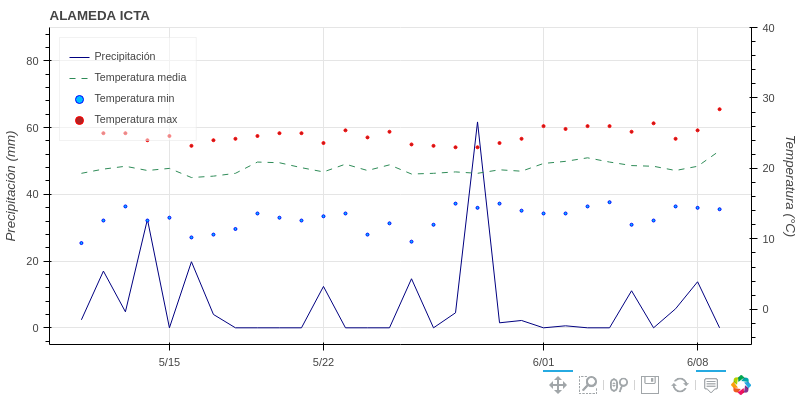 ALAMEDA ICTA
Precipitación
Temperatura media
Temperatura min
Temperatura max
Precipitación (mm)
80
60
40
20
0
40
30
20
10
0
Temperatura (°C)
5/15
5/22
6/01
6/08